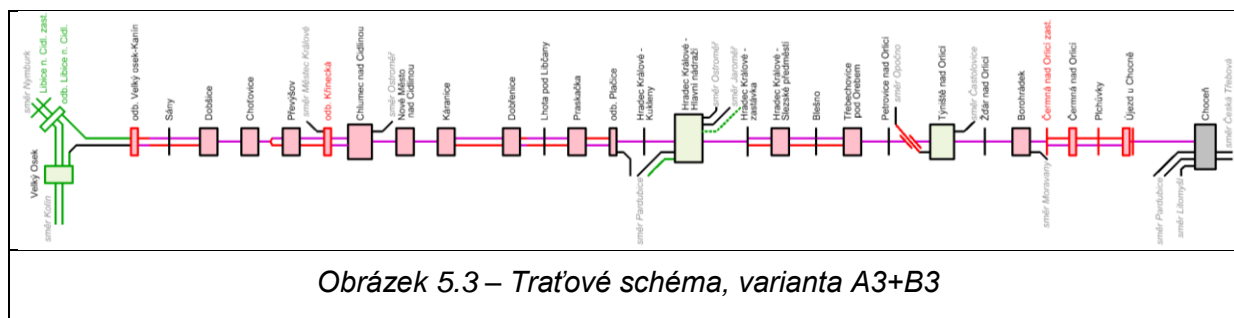 směr Nymburk
Libice n. Cidl. zast.
odb. Libice n. Cidl.
Velký Osek
směr Kolín
odb. Velký osek-Kanín
Sány
Dobšice
Choťovice
Převýšov
směr Městec Králové
odb. Křinecká
Chlumec nad Cidlinou
směr Ostroměř
Nové Město
nad Cidlinou
Káranice
Dobřenice
Lhota pod Libčany
Praskačka
odb. Plačice
Hradec Králové -
Kukleny
směr Pardubice
Hradec Králové -
Hlavní nádraží
směr Ostroměř
směr Jaroměř
Hradec Králové -
zastávka
Hradec Králové -
Slezské předměstí
Blešno
Třebechovice
pod Orebem
Petrovice nad Orlicí
směr Opočno
Týniště nad Orlicí
směr Častolovice
Žďár nad Orlicí
Borohrádek
směr Moravany
Čermná nad Orlicí zast.
Čermná nad Orlicí
Plchůvky
Újezd u Chocně
směr Pardubice
směr Litomyšl
Choceň
směr Česká Třebová
Obrázek 5.3 – Traťové schéma, varianta A3+B3